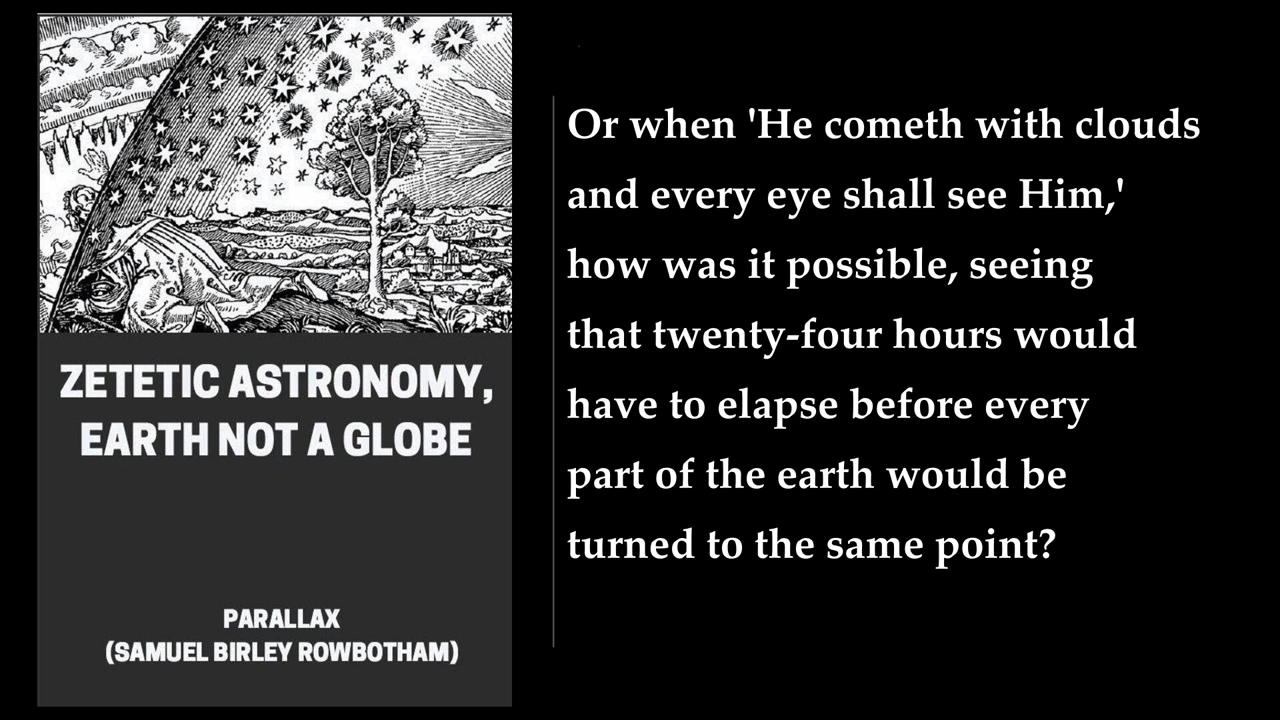 ZETETIC ASTRONOMY,
EARTH NOT A GLOBE
PARALLAX
(SAMUEL BIRLEY ROWBOTHAM)
Or when 'He cometh with clouds
and every eye shall see Him,'
how was it possible, seeing
that twenty-four hours would
have to elapse before every
part of the earth would be
turned to the same point?